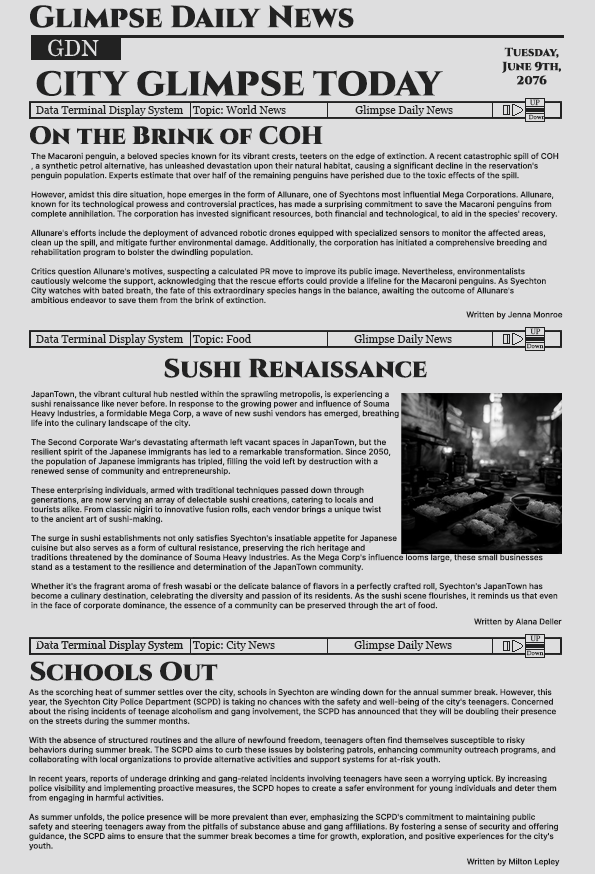 Glimpse Daily News
GDN
Tuesday,
June 9th,
2076
City Glimpse Today
Data Terminal Display System Topic: World News Glimpse Daily News UP Down
On the Brink of COH
The Macaroni penguin, a beloved species known for its vibrant crests, teeters on the edge of extinction. A recent catastrophic spill of COH
, a synthetic petrol alternative, has unleashed devastation upon their natural habitat, causing a significant decline in the reservation's
penguin population. Experts estimate that over half of the remaining penguins have perished due to the toxic effects of the spill.
However, amidst this dire situation, hope emerges in the form of Allunare, one of Syechtons most influential Mega Corporations. Allunare,
known for its technological prowess and controversial practices, has made a surprising commitment to save the Macaroni penguins from
complete annihilation. The corporation has invested significant resources, both financial and technological, to aid in the species' recovery.
Allunare's efforts include the deployment of advanced robotic drones equipped with specialized sensors to monitor the affected areas,
clean up the spill, and mitigate further environmental damage. Additionally, the corporation has initiated a comprehensive breeding and
rehabilitation program to bolster the dwindling population.
Critics question Allunare's motives, suspecting a calculated PR move to improve its public image. Nevertheless, environmentalists
cautiously welcome the support, acknowledging that the rescue efforts could provide a lifeline for the Macaroni penguins. As Syechton
City watches with bated breath, the fate of this extraordinary species hangs in the balance, awaiting the outcome of Allunare's
ambitious endeavor to save them from the brink of extinction.
Written by Jenna Monroe
Data Terminal Display System Topic: Food Glimpse Daily News UP Down
Sushi Renaissance
JapanTown, the vibrant cultural hub nestled within the sprawling metropolis, is experiencing a
sushi renaissance like never before. In response to the growing power and influence of Souma
Heavy Industries, a formidable Mega Corp, a wave of new sushi vendors has emerged, breathing
life into the culinary landscape of the city.
The Second Corporate War's devastating aftermath left vacant spaces in JapanTown, but the
resilient spirit of the Japanese immigrants has led to a remarkable transformation. Since 2050,
the population of Japanese immigrants has tripled, filling the void left by destruction with a
renewed sense of community and entrepreneurship.
These enterprising individuals, armed with traditional techniques passed down through
generations, are now serving an array of delectable sushi creations, catering to locals and
tourists alike. From classic nigiri to innovative fusion rolls, each vendor brings a unique twist
to the ancient art of sushi-making.
The surge in sushi establishments not only satisfies Syechton's insatiable appetite for Japanese
cuisine but also serves as a form of cultural resistance, preserving the rich heritage and
traditions threatened by the dominance of Souma Heavy Industries. As the Mega Corp's influence looms large, these small businesses
stand as a testament to the resilience and determination of the JapanTown community.
Whether it's the fragrant aroma of fresh wasabi or the delicate balance of flavors in a perfectly crafted roll, Syechton's JapanTown has
become a culinary destination, celebrating the diversity and passion of its residents. As the sushi scene flourishes, it reminds us that even
in the face of corporate dominance, the essence of a community can be preserved through the art of food.
Written by Alana Deller
Data Terminal Display System Topic: City News Glimpse Daily News UP Down
Schools Out
As the scorching heat of summer settles over the city, schools in Syechton are winding down for the annual summer break. However, this
year, the Syechton City Police Department (SCPD) is taking no chances with the safety and well-being of the city's teenagers. Concerned
about the rising incidents of teenage alcoholism and gang involvement, the SCPD has announced that they will be doubling their presence
on the streets during the summer months.
With the absence of structured routines and the allure of newfound freedom, teenagers often find themselves susceptible to risky
behaviors during summer break. The SCPD aims to curb these issues by bolstering patrols, enhancing community outreach programs, and
collaborating with local organizations to provide alternative activities and support systems for at-risk youth.
In recent years, reports of underage drinking and gang-related incidents involving teenagers have seen a worrying uptick. By increasing
police visibility and implementing proactive measures, the SCPD hopes to create a safer environment for young individuals and deter them
from engaging in harmful activities.
As summer unfolds, the police presence will be more prevalent than ever, emphasizing the SCPD's commitment to maintaining public
safety and steering teenagers away from the pitfalls of substance abuse and gang affiliations. By fostering a sense of security and offering
guidance, the SCPD aims to ensure that the summer break becomes a time for growth, exploration, and positive experiences for the city's
youth.
Written by Milton Lepley